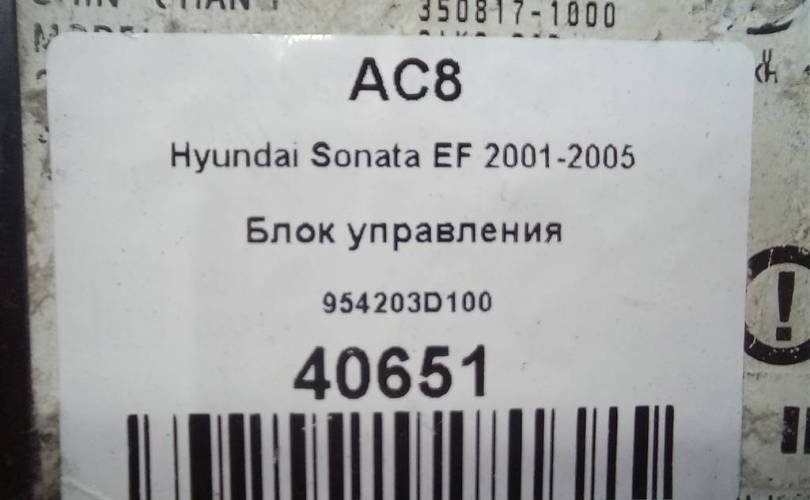 350817-1000
AC8
Hyundai Sonata EF 2001-2005
Блок управления
954203D100
40651